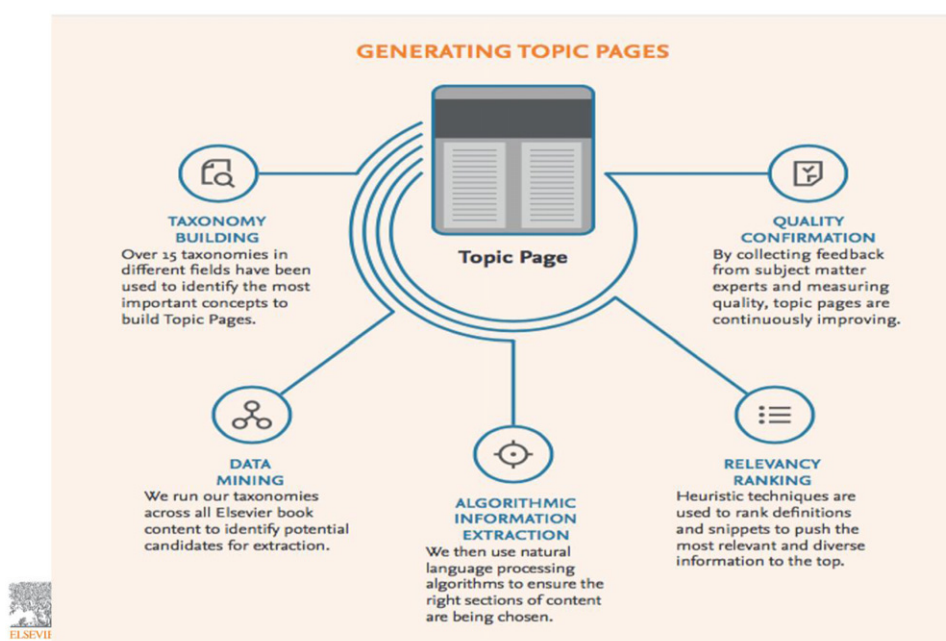 GENERATING TOPIC PAGES
Topic Page
TAXONOMY
BUILDING
Over 15 taxonomies in
different fields have been
used to identify the most
important concepts to
build Topic Pages.
DATA
MINING
We run our taxonomies
across all Elsevier book
content to identify potential
candidates for extraction.
ALGORITHMIC
INFORMATION
EXTRACTION
We then use natural
language processing
algorithms to ensure the
right sections of content
are being chosen.
RELEVANCY
RANKING
Heuristic techniques are
used to rank definitions
and snippets to push the
most relevant and diverse
information to the top.
QUALITY
CONFIRMATION
By collecting feedback
from subject matter
experts and measuring
quality, topic pages are
continuously improving.
ELSEVIE